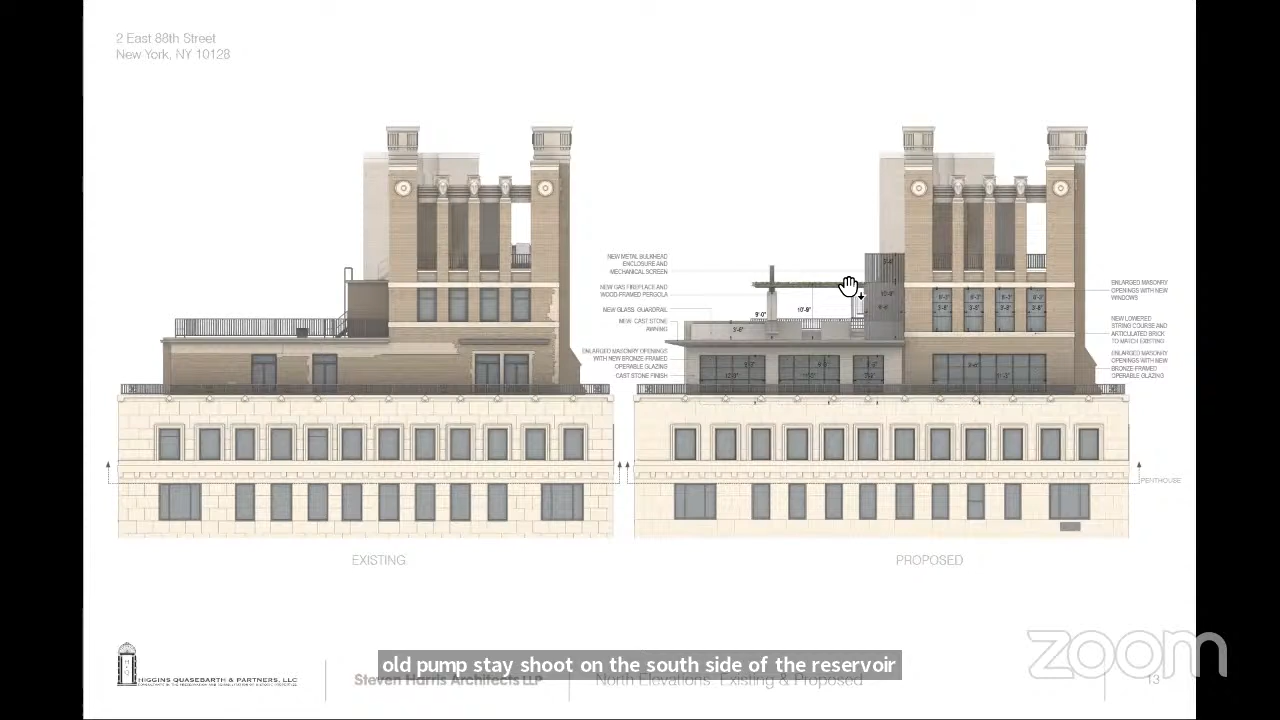 2 East 88th Street
New York, NY 10128
NEW METAL BULKHEAD
ENCLOSURE AND
MECHANICAL SCREEN
NEW GAS FIREPLACE AND
WOOD-FRAMED PERGOLA
NEW GLASS GUARDRAIL
NEW CAST STONE
AWNING
ENLARGED MASONRY OPENINGS
WITH NEW BRONZE-FRAMED
OPERABLE GLAZING
CAST STONE FINISH
ENLARGED MASONRY
OPENINGS WITH NEW
WINDOWS
NEW LOWERED
STRING COURSE AND
ARTICULATED BRICK
TO MATCH EXISTING
ENLARGED MASONRY
OPENINGS WITH NEW
BRONZE-FRAMED
OPERABLE GLAZING
PENTHOUSE
EXISTING
PROPOSED
old pump stay shoot on the south side of the reservoir
HIGGINS QUASEBARTH & PARTNERS, LLC
Steven Harris Architects LLP
North Elevations: Existing & Proposed
13
zoom